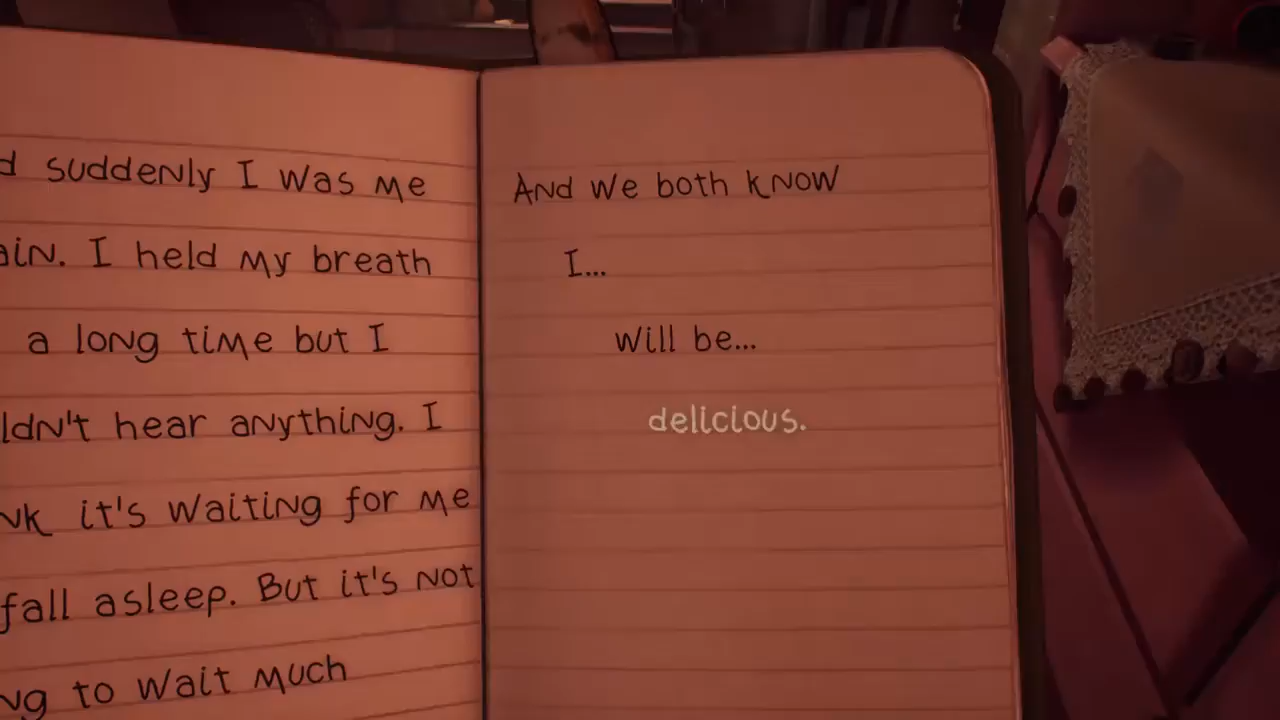 suddenly I was me
I held my breath
a long time but I
hear anything. I
it's waiting for me
fall asleep. But it's not
to wait much
And we both know
I...
will be...
delicious.